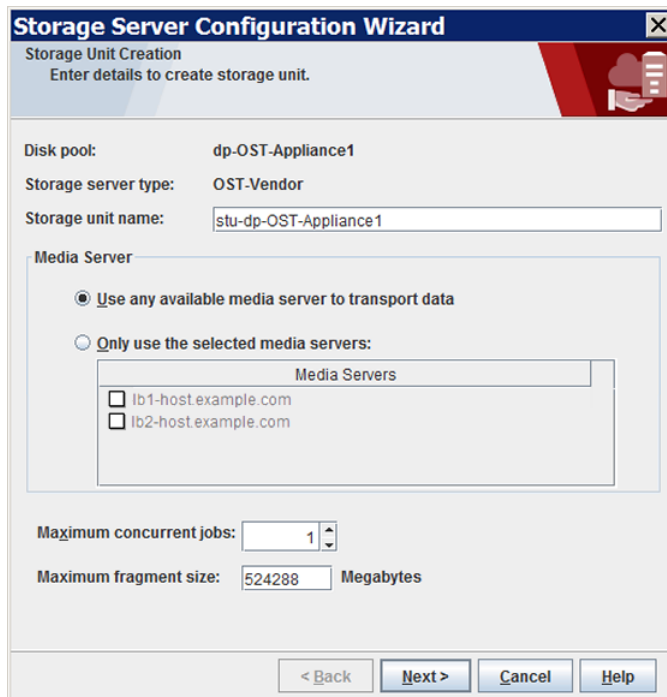 Storage Server Configuration Wizard
Storage Unit Creation
Enter details to create storage unit.
Disk pool: dp-OST-Appliance1
Storage server type: OST-Vendor
Storage unit name: stu-dp-OST-Appliance1
Media Server
Use any available media server to transport data
Only use the selected media servers:
Media Servers
lb1-host.example.com
lb2-host.example.com
Maximum concurrent jobs: 1
Maximum fragment size: 524288 Megabytes
< Back Next > Cancel Help